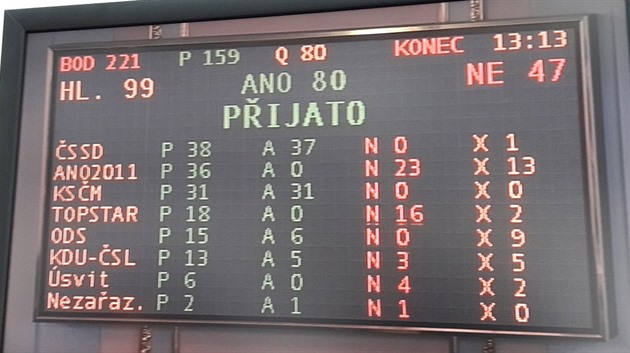 BOD 221 P 159 Q 80 KONEC 13:13
HL. 99 ANO 80 NE 47
PŘIJATO
ČSSD P 38 A 37 N 0 X 1
ANO2011 P 36 A 0 N 23 X 13
KSČM P 31 A 31 N 0 X 0
TOPSTAR P 18 A 0 N 16 X 2
ODS P 15 A 6 N 0 X 9
KDU-ČSL P 13 A 5 N 3 X 5
Úsvit P 6 A 0 N 4 X 2
Nezařaz. P 2 A 1 N 1 X 0